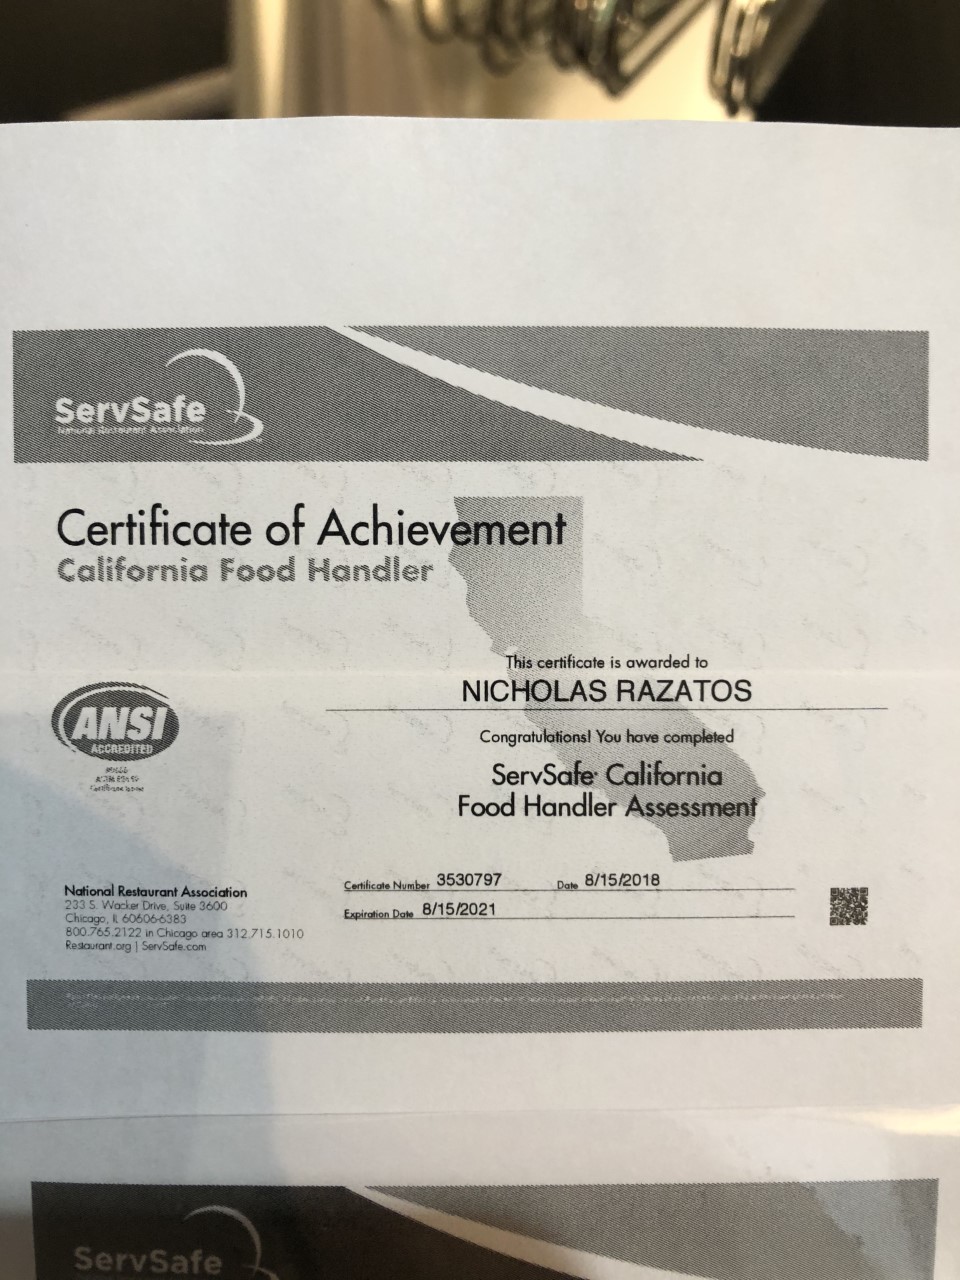 ServSafe
National Restaurant Association
Certificate of Achievement
California Food Handler
This certificate is awarded to
NICHOLAS RAZATOS
ANSI
ACCREDITED
Congratulations! You have completed
ServSafe® California
Food Handler Assessment
Certificate Number 3530797 Date 8/15/2018
Expiration Date 8/15/2021
National Restaurant Association
233 S. Wacker Drive, Suite 3600
Chicago, IL 60606-6383
800.765.2122 in Chicago area 312.715.1010
Restaurant.org | ServSafe.com
ServSafe